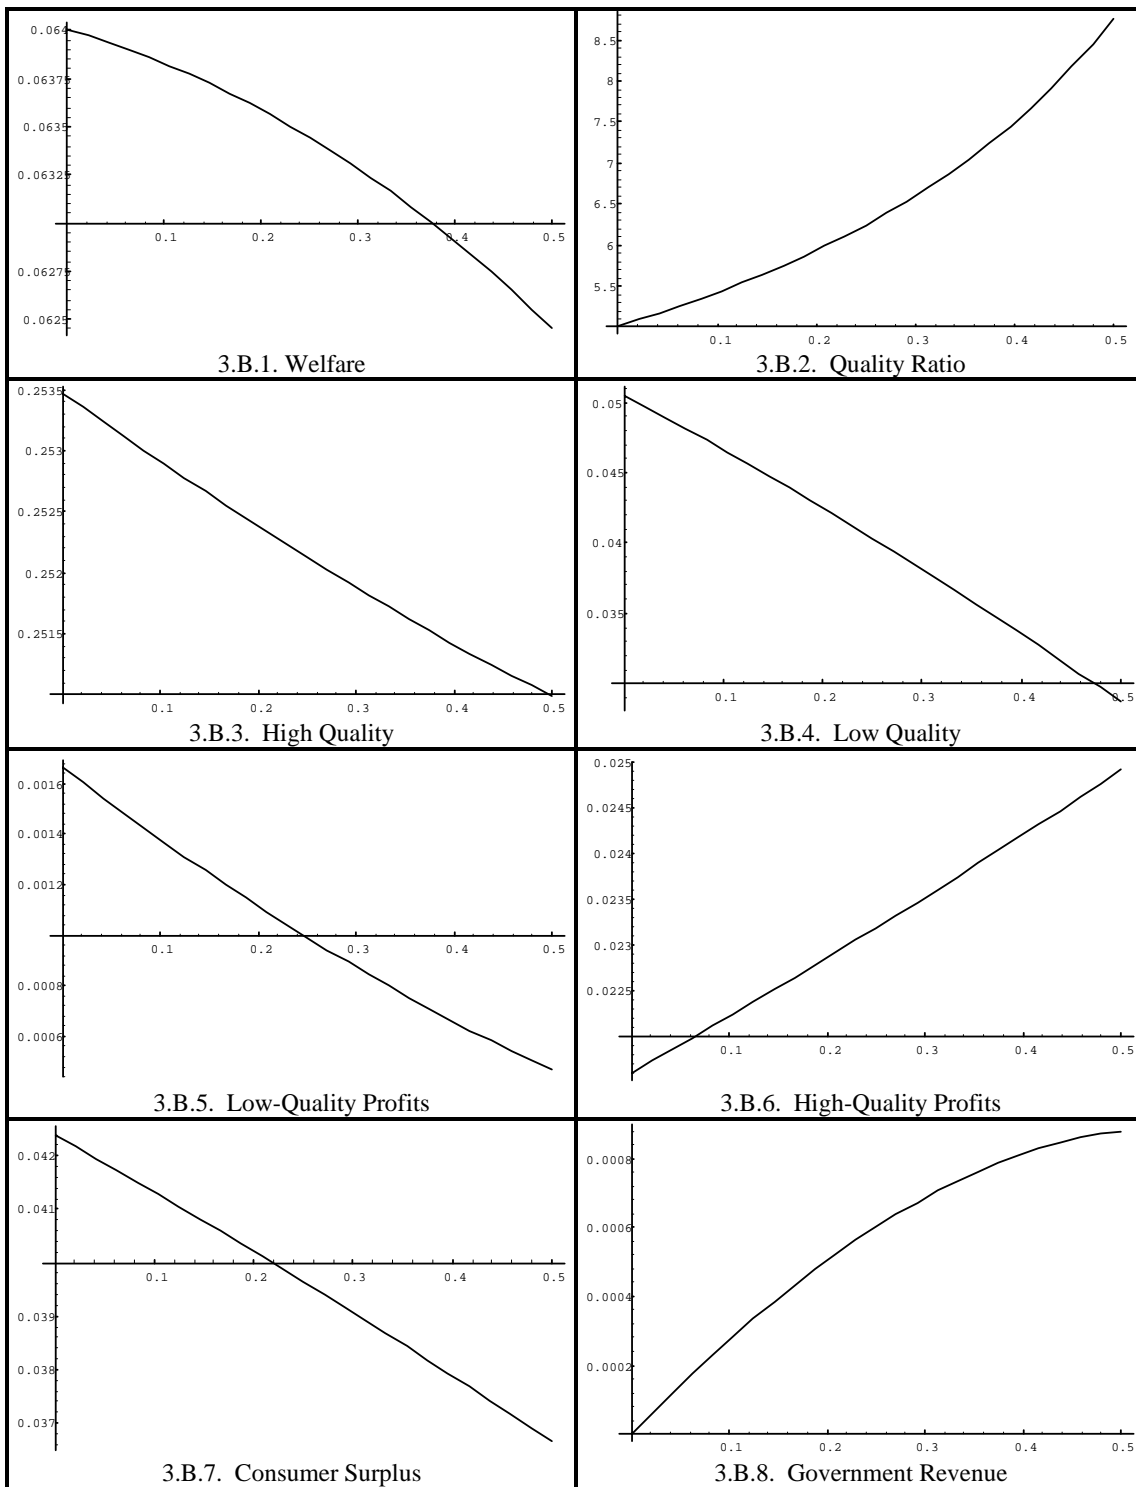 0.064
0.06375
0.0635
0.06325
0.1 0.2 0.3 0.4 0.5
0.06275
0.0625
3.B.1. Welfare
8.5
8
7.5
7
6.5
6
5.5
0.1 0.2 0.3 0.4 0.5
3.B.2. Quality Ratio
0.2535
0.253
0.2525
0.252
0.2515
0.1 0.2 0.3 0.4 0.5
3.B.3. High Quality
0.05
0.045
0.04
0.035
0.1 0.2 0.3 0.4 0.5
3.B.4. Low Quality
0.0016
0.0014
0.0012
0.1 0.2 0.3 0.4 0.5
0.0008
0.0006
3.B.5. Low-Quality Profits
0.025
0.0245
0.024
0.0235
0.023
0.0225
0.1 0.2 0.3 0.4 0.5
3.B.6. High-Quality Profits
0.042
0.041
0.1 0.2 0.3 0.4 0.5
0.039
0.038
0.037
3.B.7. Consumer Surplus
0.0008
0.0006
0.0004
0.0002
0.1 0.2 0.3 0.4 0.5
3.B.8. Government Revenue